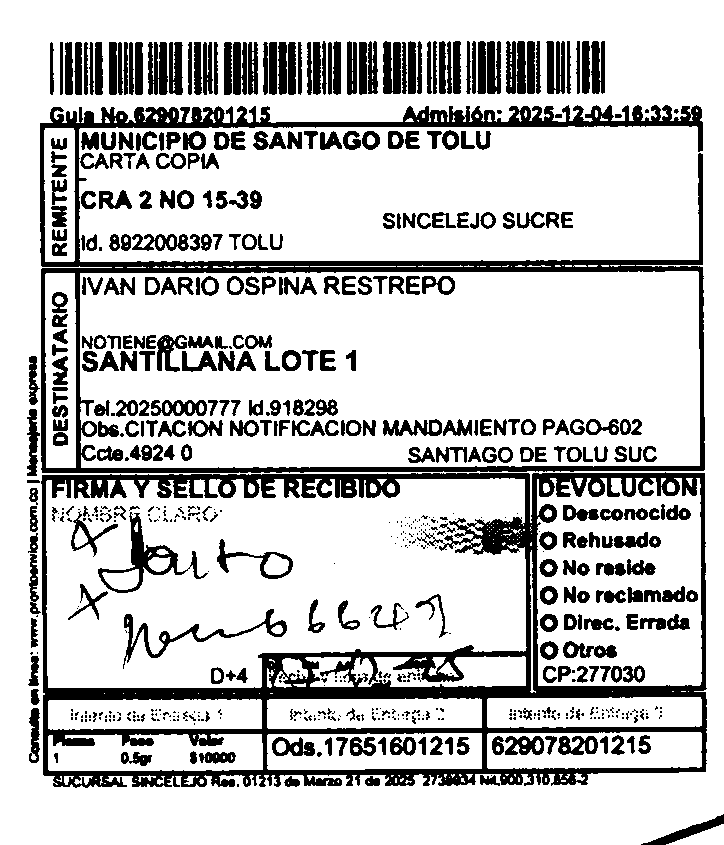 Guia No.629078201215 Admisión: 2025-12-04-16:33:59
REMITENTE
MUNICIPIO DE SANTIAGO DE TOLU
CARTA COPIA
-
CRA 2 NO 15-39
SINCELEJO SUCRE
Id. 8922008397 TOLU
DESTINATARIO
IVAN DARIO OSPINA RESTREPO
NOTIENE@GMAIL.COM
SANTILLANA LOTE 1
Tel.20250000777 Id.918298
Obs.CITACION NOTIFICACION MANDAMIENTO PAGO-602
Ccte.4924 0 SANTIAGO DE TOLU SUC
Consulta en linea: www.prontoenvios.com.co | Mensajeria expresa
FIRMA Y SELLO DE RECIBIDO
NOMBRE CLARO:
D+4
DEVOLUCION
Desconocido
Rehusado
No reside
No reclamado
Direc. Errada
Otros
CP:277030
Intento de Entrega 1 Intento de Entrega 2 Intento de Entrega 3
Piezas Peso Valor
1 0.5gr $10900
Ods.17651601215 629078201215
SUCURSAL SINCELEJO Res. 01213 de Marzo 21 de 2025